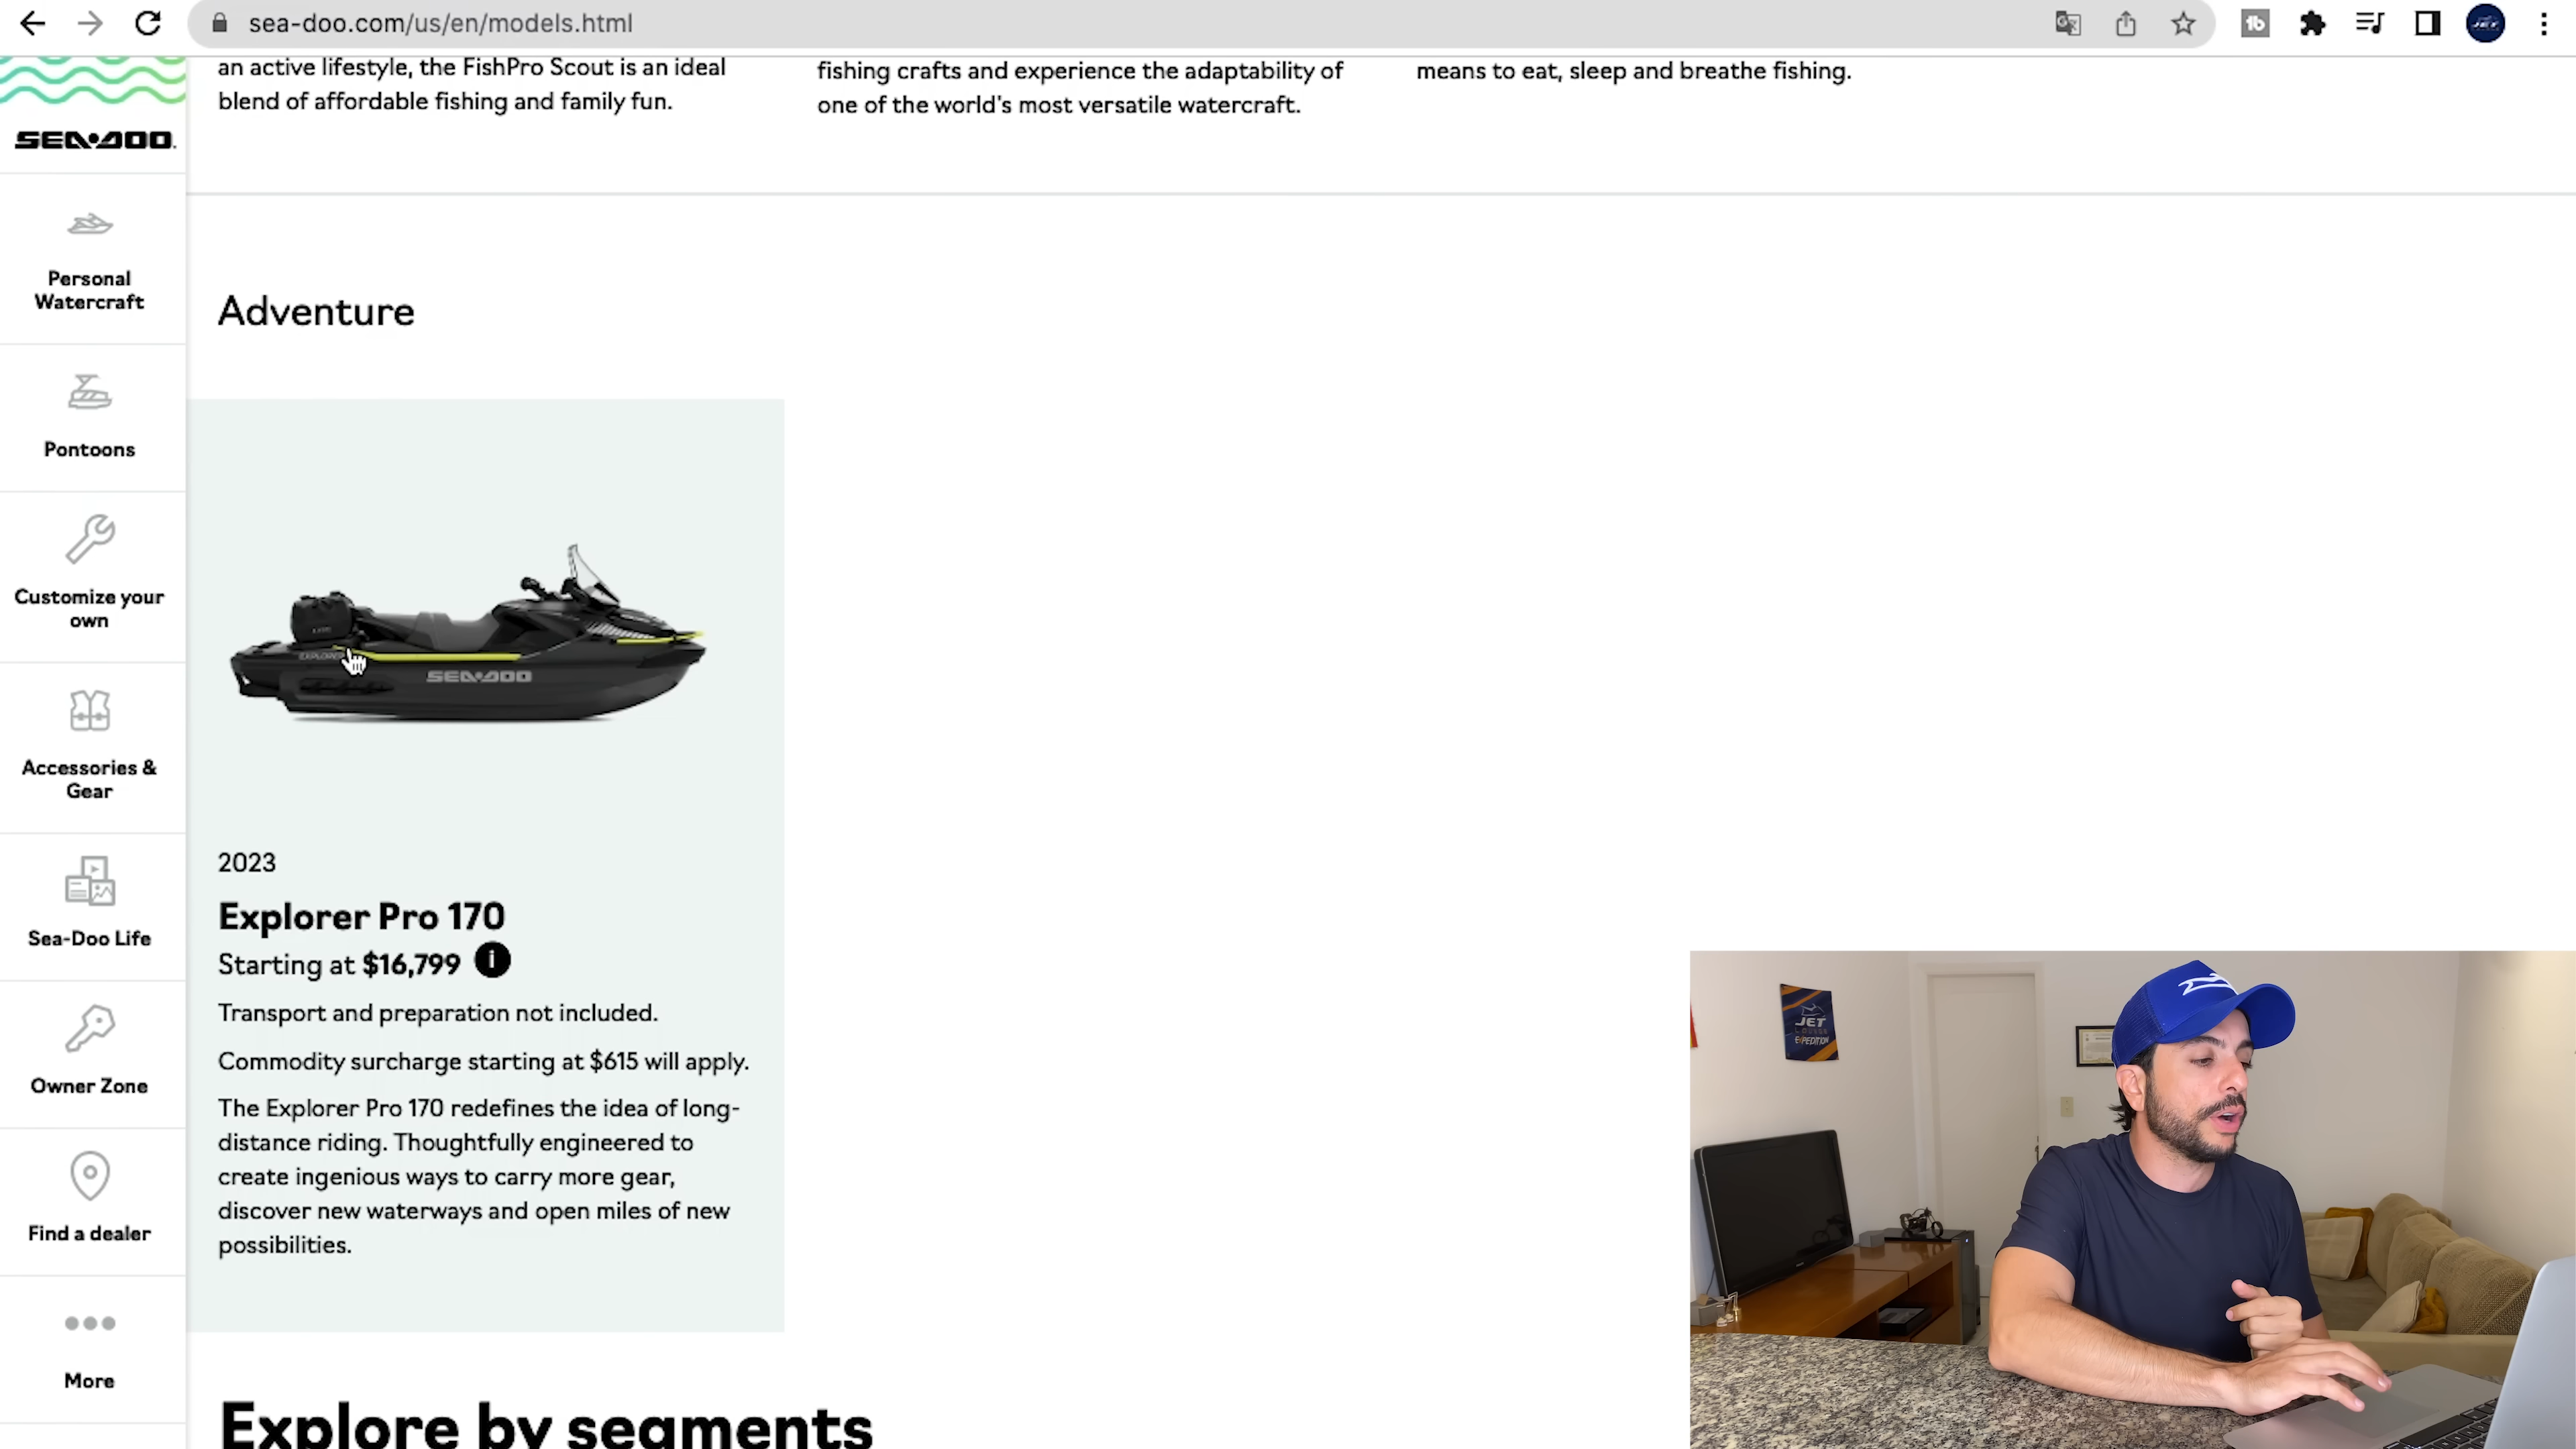 sea-doo.com/us/en/models.html
an active lifestyle, the FishPro Scout is an ideal
blend of affordable fishing and family fun.
fishing crafts and experience the adaptability of
one of the world's most versatile watercraft.
means to eat, sleep and breathe fishing.
SEA-DOO
Personal
Watercraft
Pontoons
Customize your
own
Accessories &
Gear
Sea-Doo Life
Owner Zone
Find a dealer
More
Adventure
EXPLORER
SEA-DOO
2023
Explorer Pro 170
Starting at $16,799 i
Transport and preparation not included.
Commodity surcharge starting at $615 will apply.
The Explorer Pro 170 redefines the idea of long-
distance riding. Thoughtfully engineered to
create ingenious ways to carry more gear,
discover new waterways and open miles of new
possibilities.
Explore by segments
JET
LOUNGE
EXPEDITION